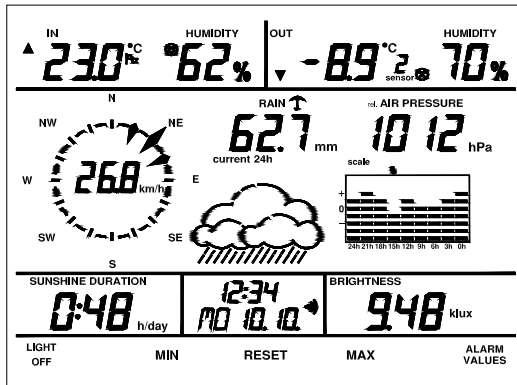 IN HUMIDITY OUT HUMIDITY
23.0 °C 62 % -8.9 °C 2 sensor 70 %
N
NW NE
RAIN rel. AIR PRESSURE
62.7 mm 1012 hPa
current 24h scale
W 26.8 km/h E
+
0
-
SW SE
24h 21h 18h 15h 12h 9h 6h 3h 0h
S
SUNSHINE DURATION 12:34 BRIGHTNESS
0:48 h/day MO 10. 10. 9.48 klux
LIGHT OFF MIN RESET MAX ALARM VALUES